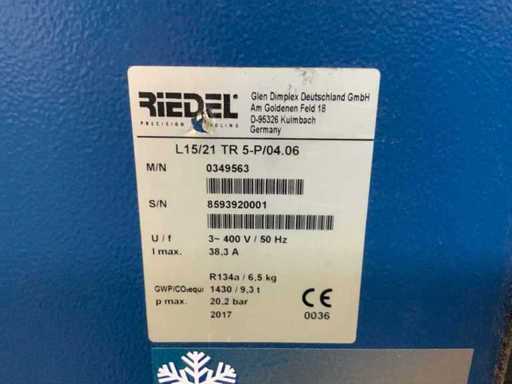 RIEDEL
PRECISION COOLING
Glen Dimplex Deutschland GmbH
Am Goldenen Feld 18
D-95326 Kulmbach
Germany
L15/21 TR 5-P/04.06
M/N 0349563
S/N 8593920001
U / f 3~ 400 V / 50 Hz
I max. 38,3 A
R134a / 6,5 kg
GWP/CO₂equi 1430 / 9,3 t
p max. 20,2 bar
2017
CE
0036